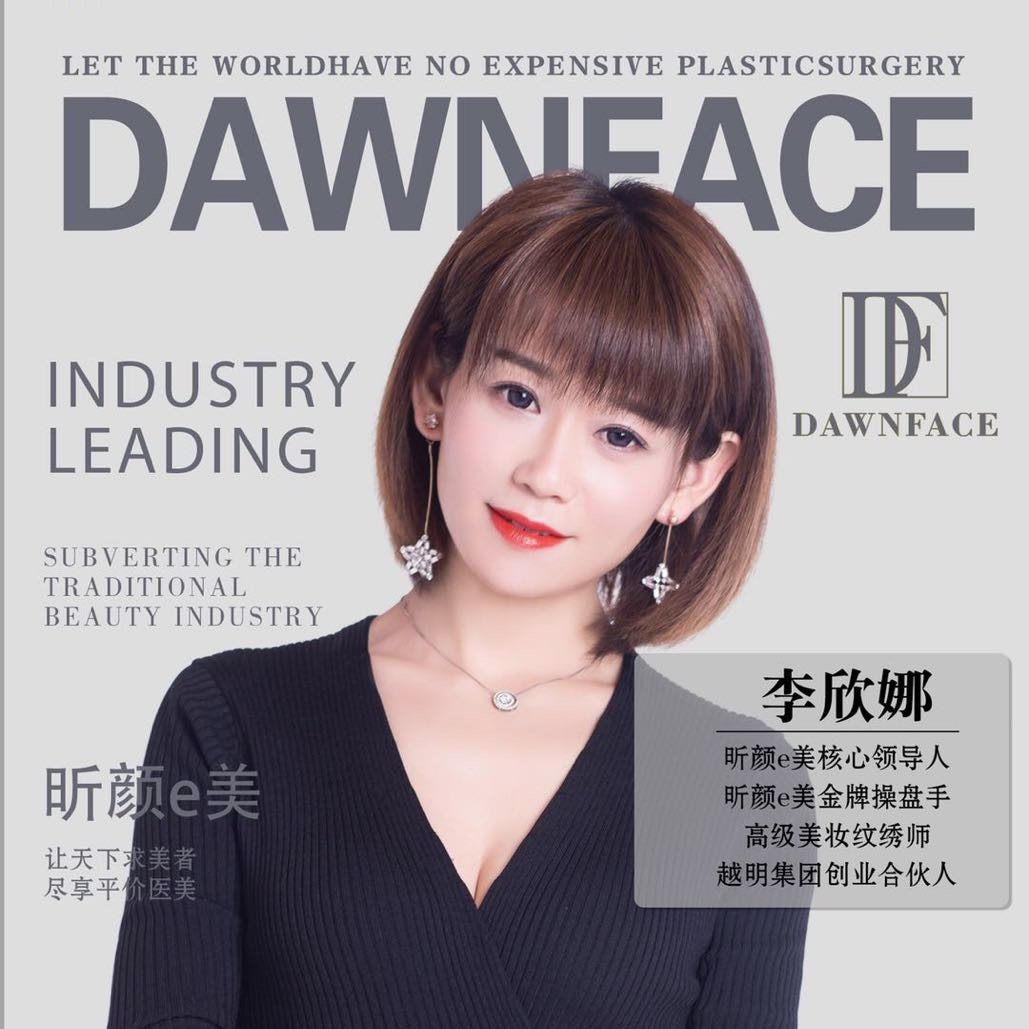 LET THE WORLDHAVE NO EXPENSIVE PLASTICSURGERY
DAWNFACE
DF
DAWNFACE
INDUSTRY
LEADING
SUBVERTING THE
TRADITIONAL
BEAUTY INDUSTRY
李欣娜
昕颜e美核心领导人
昕颜e美金牌操盘手
高级美妆纹绣师
越明集团创业合伙人
昕颜e美
让天下求美者
尽享平价医美